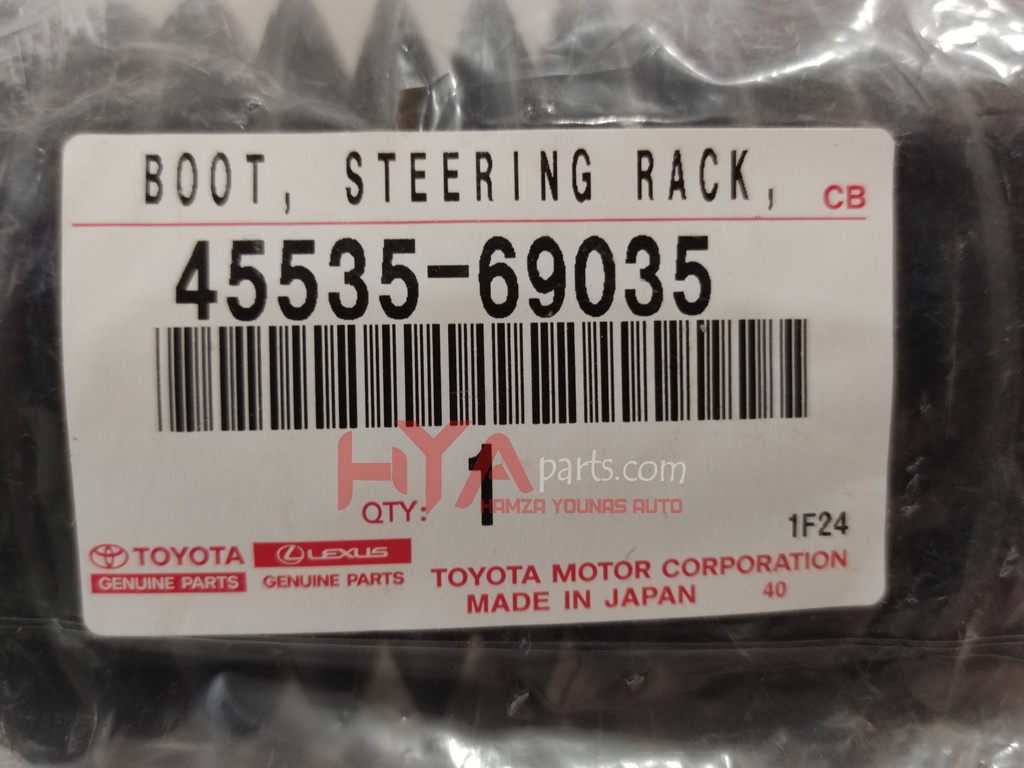 BOOT, STEERING RACK,
CB
45535-69035
HYA parts.com
HAMZA YOUNAS AUTO
QTY: 1
1F24
TOYOTA
GENUINE PARTS
LEXUS
GENUINE PARTS
TOYOTA MOTOR CORPORATION
MADE IN JAPAN 40